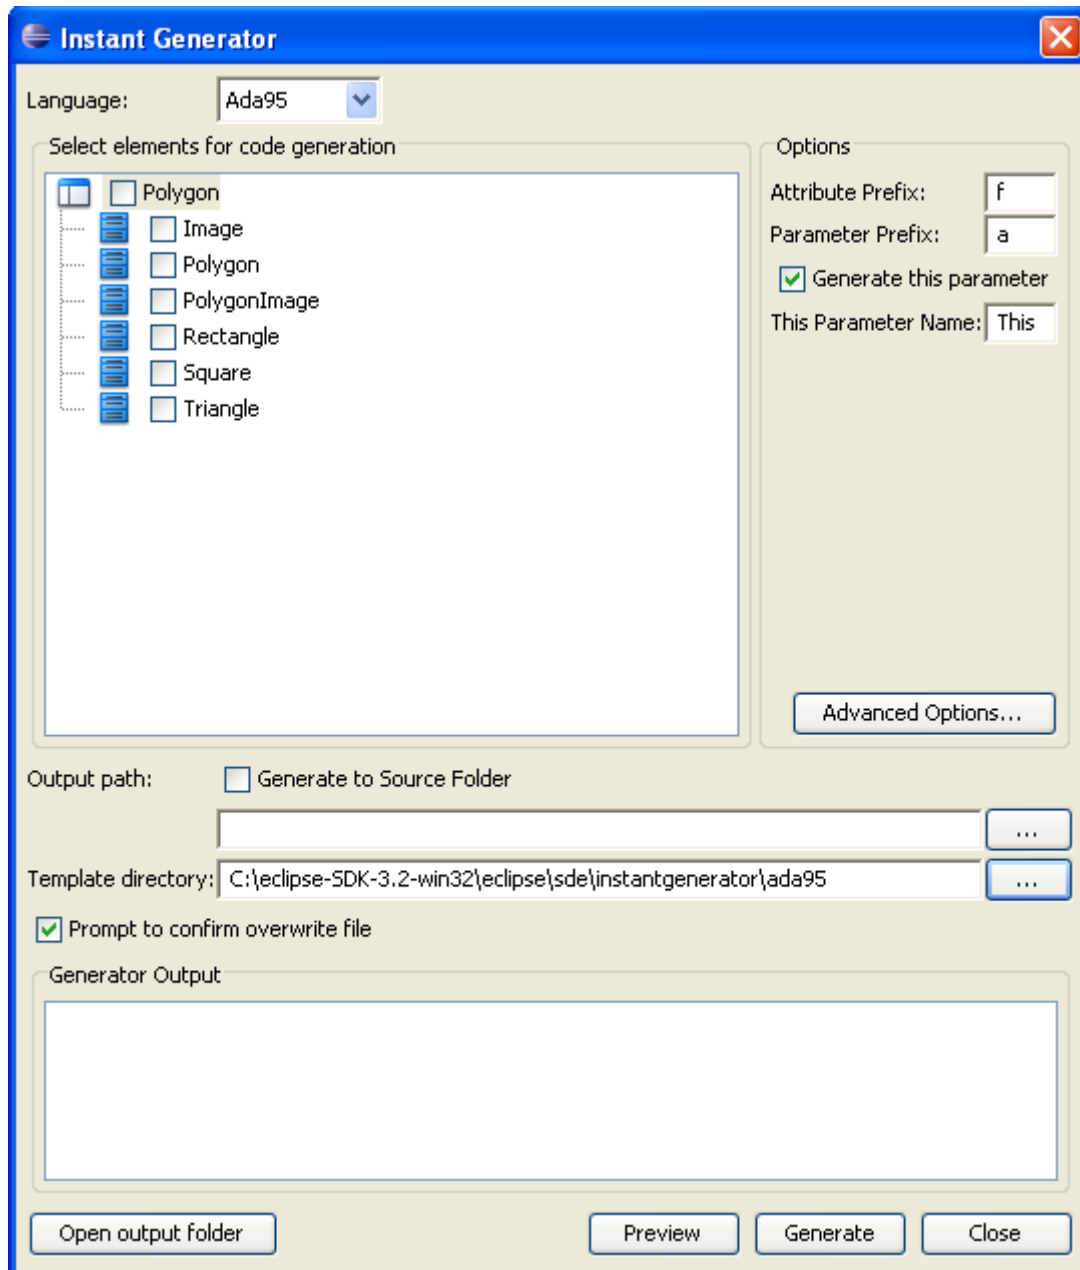 Instant Generator
Language: Ada95
Select elements for code generation
Polygon
Image
Polygon
PolygonImage
Rectangle
Square
Triangle
Options
Attribute Prefix: f
Parameter Prefix: a
Generate this parameter
This Parameter Name: This
Advanced Options...
Output path: Generate to Source Folder
...
Template directory: C:\eclipse-SDK-3.2-win32\eclipse\sde\instantgenerator\ada95 ...
Prompt to confirm overwrite file
Generator Output
Open output folder Preview Generate Close